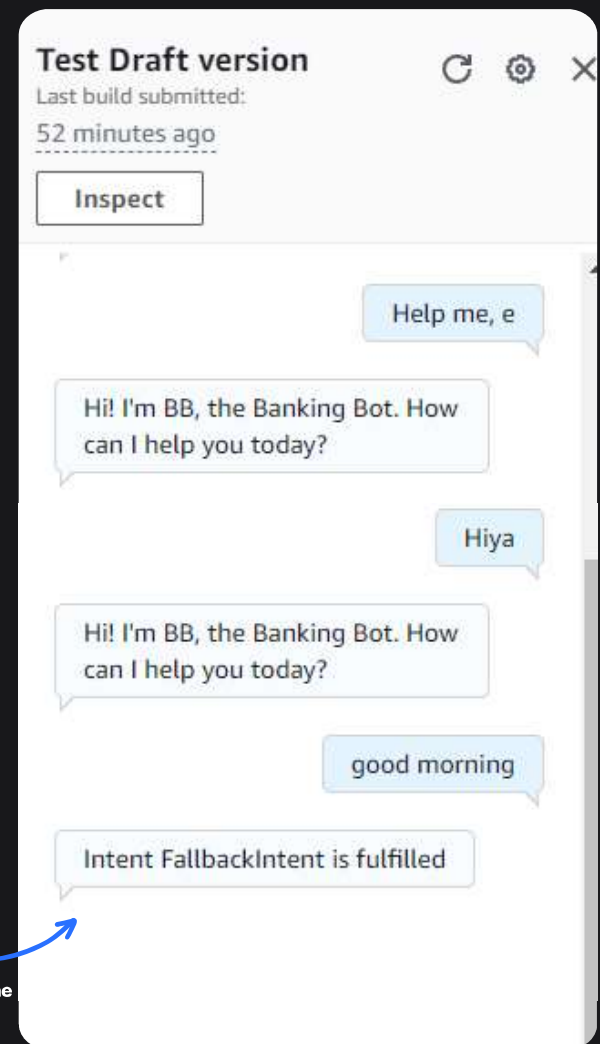 Test Draft version
Last build submitted:
52 minutes ago
Inspect
Help me, e
Hi! I'm BB, the Banking Bot. How
can I help you today?
Hiya
Hi! I'm BB, the Banking Bot. How
can I help you today?
good morning
Intent FallbackIntent is fulfilled